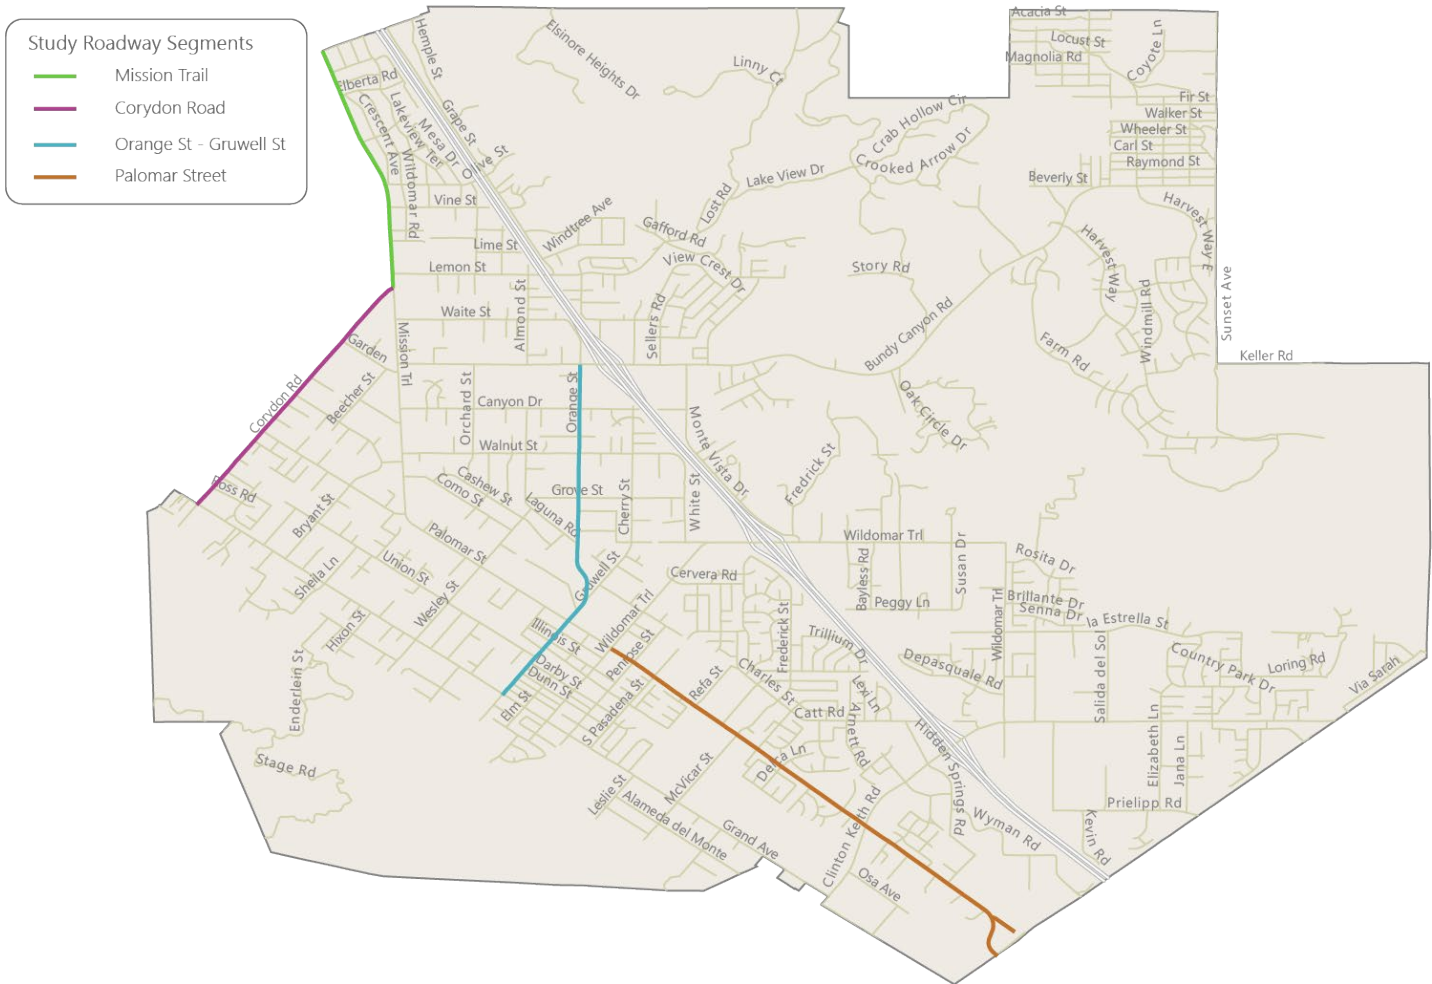 Study Roadway Segments
Mission Trail
Corydon Road
Orange St - Gruwell St
Palomar Street
Hemple St
Elsinore Heights Dr
Linny Ct
Acacia St
Locust St
Magnolia Rd
Coyote Ln
Elberta Rd
Crescent Ave
Lakeview Ter
Mesa Dr
Grape St
Olive St
Wildomar Rd
Crab Hollow Cir
Crooked Arrow Dr
Fir St
Walker St
Wheeler St
Carl St
Raymond St
Beverly St
Lake View Dr
Lost Rd
Vine St
Windtree Ave
Gafford Rd
Lime St
View Crest Dr
Lemon St
Story Rd
Harvest Way E
Harvest Way
Windmill Rd
Sunset Ave
Almond St
Waite St
Sellers Rd
Bundy Canyon Rd
Farm Rd
Keller Rd
Mission Trl
Garden
Beecher St
Corydon Rd
Orchard St
Canyon Dr
Orange St
Walnut St
Monte Vista Dr
Oak Circle Dr
Fredrick St
Cashew St
Como St
Grove St
Laguna Rd
Cherry St
White St
Ross Rd
Bryant St
Palomar St
Wildomar Trl
Susan Dr
Rosita Dr
Sheila Ln
Union St
Wesley St
Gruwell St
Cervera Rd
Bayless Rd
Peggy Ln
Wildomar Trl
Brillante Dr
Senna Dr
la Estrella St
Hixon St
Illinois St
Wildomar Trl
Penrose St
Frederick St
Trillium Dr
Depasquale Rd
Salida del Sol
Country Park Dr
Loring Rd
Via Sarah
Enderlein St
Darby St
Dunn St
Elm St
S Pasadena St
Refa St
Charles St
Lexi Ln
Catt Rd
Arnett Rd
Hidden Springs Rd
Elizabeth Ln
Jana Ln
Stage Rd
Leslie St
McVicar St
Delca Ln
Alameda del Monte
Grand Ave
Clinton Keith Rd
Wyman Rd
Prielipp Rd
Kevin Rd
Osa Ave